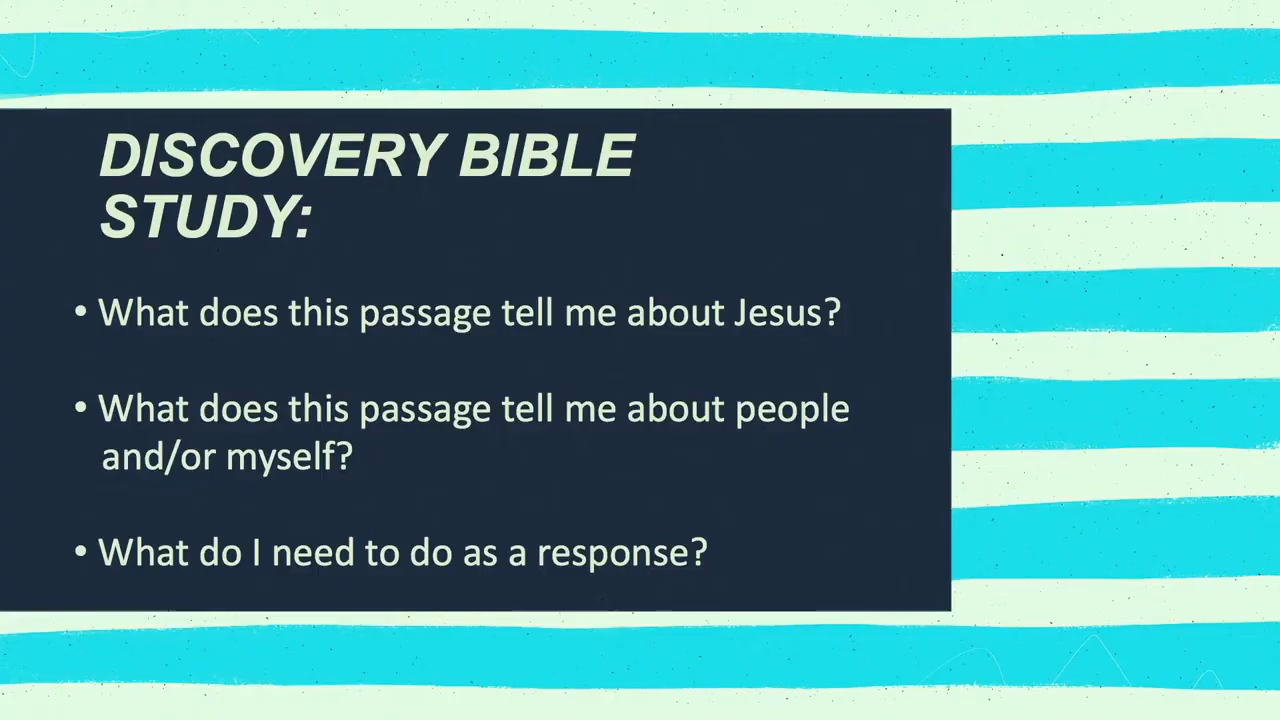 DISCOVERY BIBLE
STUDY:
• What does this passage tell me about Jesus?
• What does this passage tell me about people
and/or myself?
• What do I need to do as a response?